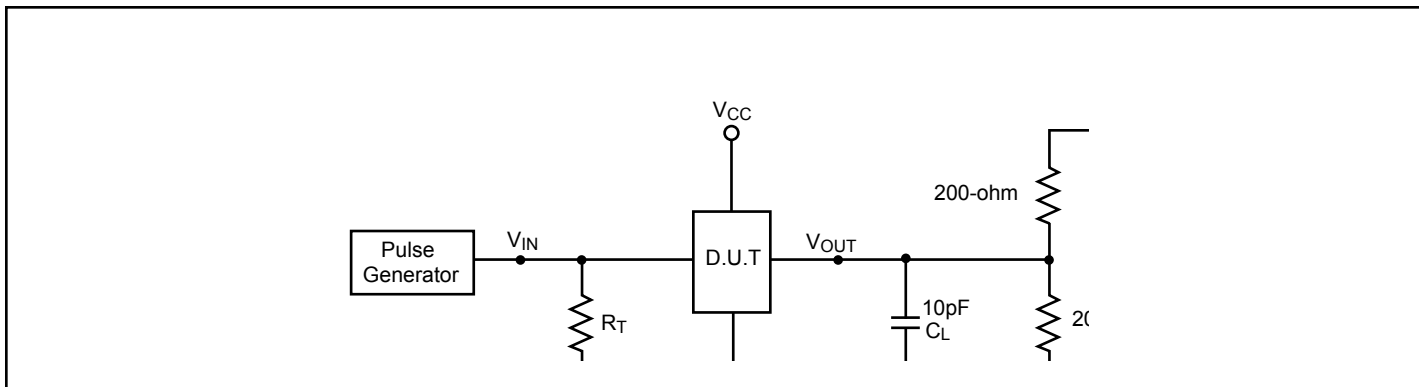 VCC
200-ohm
Pulse
Generator
VIN
D.U.T
VOUT
RT
10pF
CL